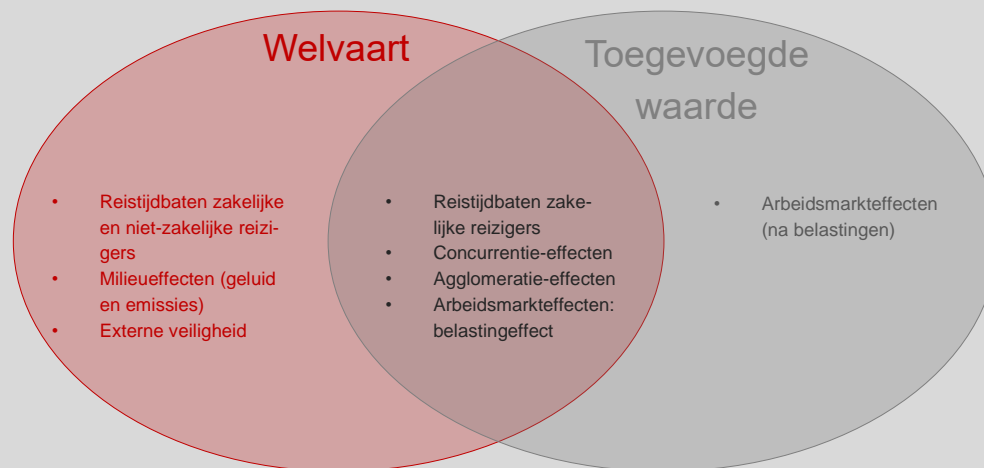 Welvaart
Toegevoegde
waarde
• Reistijdbaten zakelijke
en niet-zakelijke reizi-
gers
• Milieueffecten (geluid
en emissies)
• Externe veiligheid
• Reistijdbaten zake-
lijke reizigers
• Concurrentie-effecten
• Agglomeratie-effecten
• Arbeidsmarkteffecten:
belastingeffect
• Arbeidsmarkteffecten
(na belastingen)